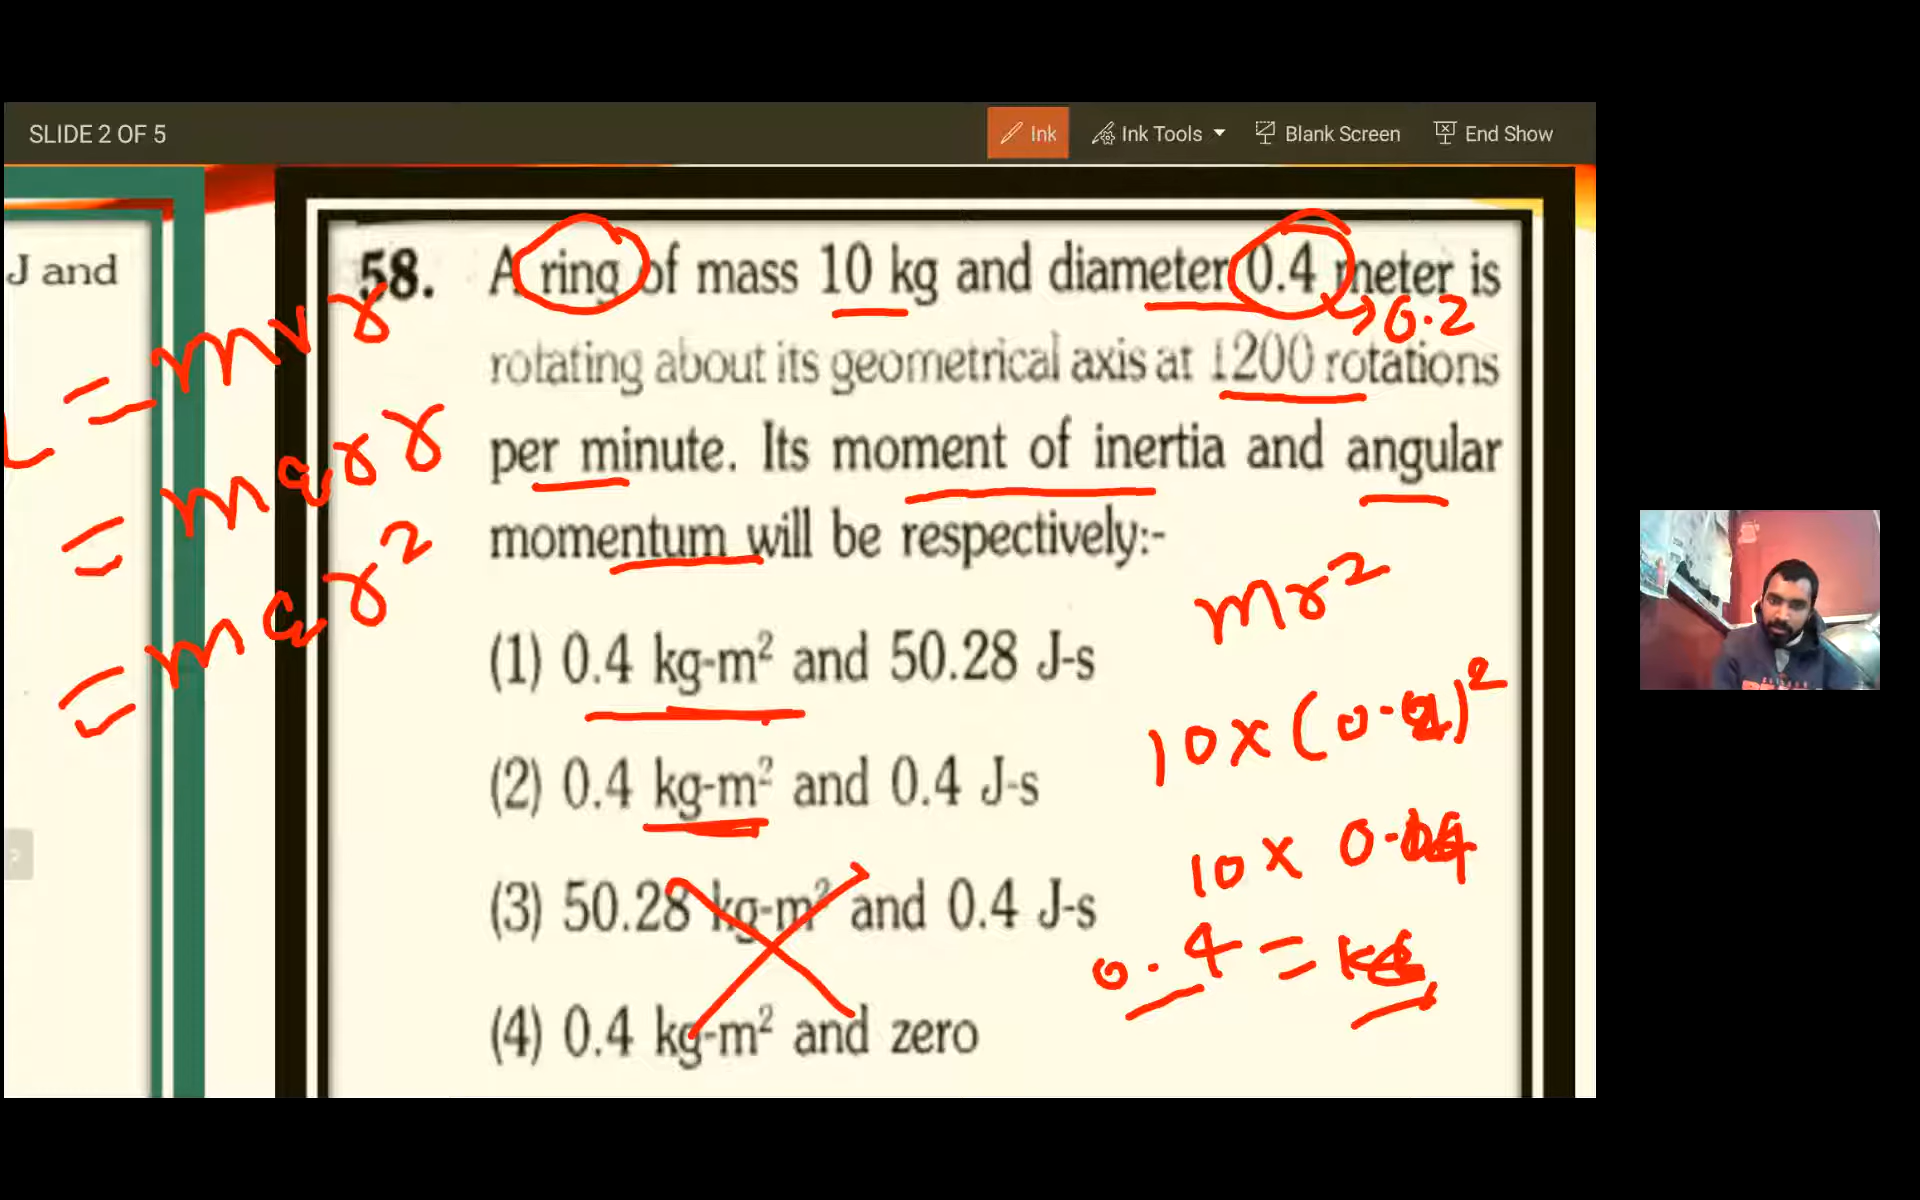 SLIDE 2 OF 5
Ink
Ink Tools
Blank Screen
End Show
J and
58. A ring of mass 10 kg and diameter 0.4 meter is
→ 0.2
rotating about its geometrical axis at 1200 rotations
per minute. Its moment of inertia and angular
momentum will be respectively:-
(1) 0.4 kg-m² and 50.28 J-s
(2) 0.4 kg-m² and 0.4 J-s
(3) 50.28 kg-m² and 0.4 J-s
(4) 0.4 kg-m² and zero
L = mvr
= mωrr
= mωr²
mr²
10 × (0.2)²
10 × 0.04
0.4 =